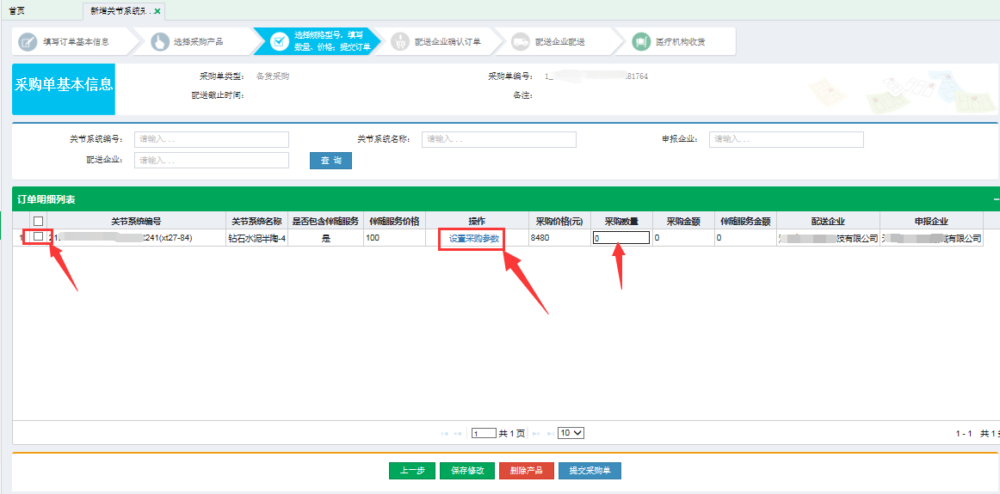 首页
新增关节系统采..×
填写订单基本信息
选择采购产品
选择规格型号，填写
数量、价格；提交订单
配送企业确认订单
配送企业配送
医疗机构收货
采购单基本信息
采购单类型： 备货采购
采购单编号： 1_ 81764
配送截止时间：
备注：
关节系统编号： 请输入...
关节系统名称： 请输入...
申报企业： 请输入...
配送企业： 请输入...
查 询
订单明细列表
关节系统编号 关节系统名称 是否包含伴随服务 伴随服务价格 操作 采购价格(元) 采购数量 采购金额 伴随服务金额 配送企业 申报企业
1 241(xt27-84) 钻石水泥半陶-4 是 100 设置采购参数 8480 0 0 0 技有限公司 有限公司
1 共 1 页 10
1 - 1 共 1
上一步 保存修改 删除产品 提交采购单